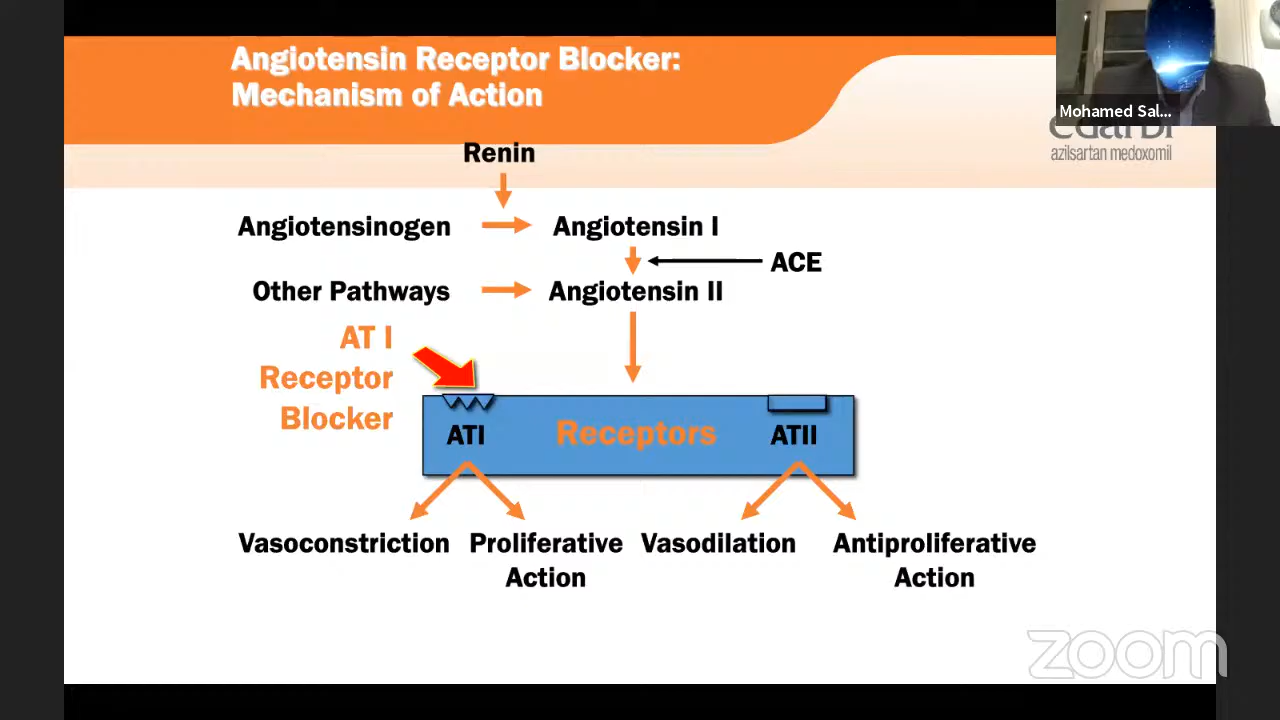 Angiotensin Receptor Blocker:
Mechanism of Action
Mohamed Sal...
edarbi
azilsartan medoxomil
Renin
Angiotensinogen
Angiotensin I
ACE
Other Pathways
Angiotensin II
AT I
Receptor
Blocker
ATI
Receptors
ATII
Vasoconstriction
Proliferative
Action
Vasodilation
Antiproliferative
Action
zoom